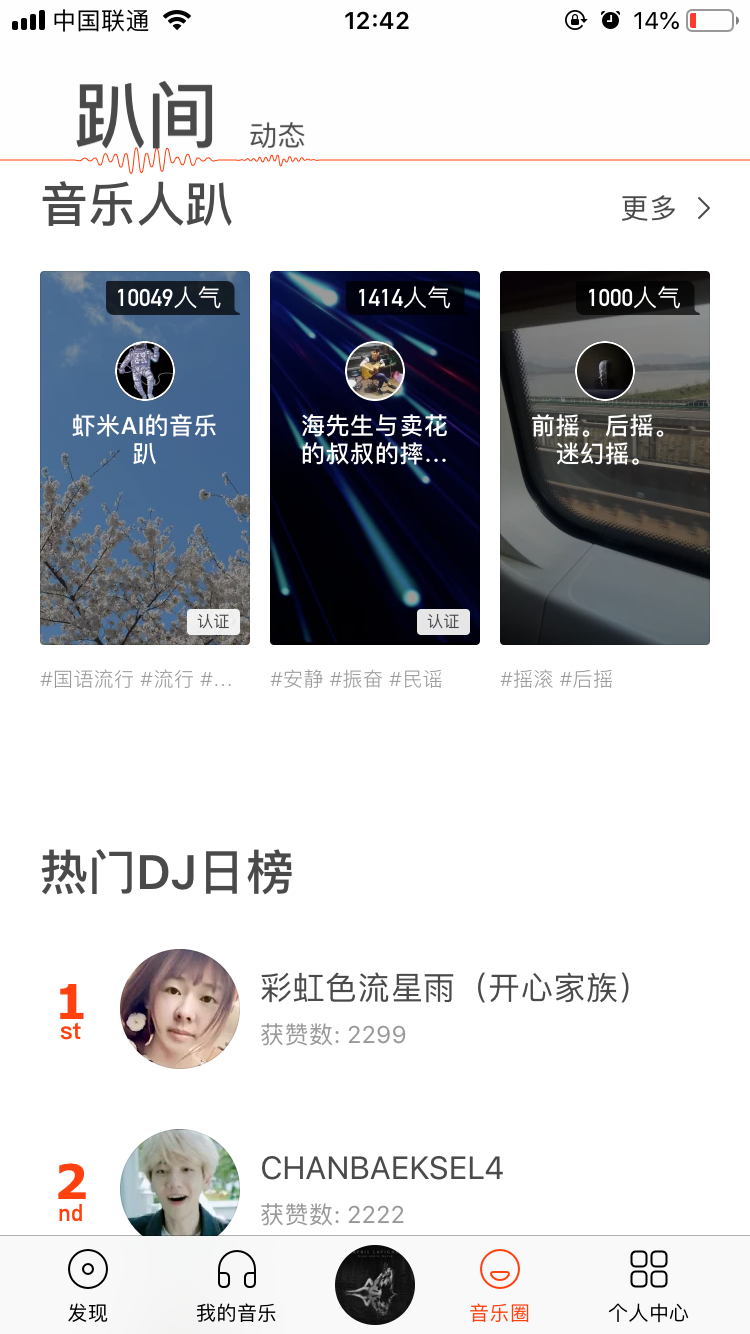 中国联通
12:42
14%
趴间
动态
音乐人趴
更多
10049人气
1414人气
1000人气
虾米AI的音乐
趴
海先生与卖花
的叔叔的摔...
前摇。后摇。
迷幻摇。
认证
认证
#国语流行 #流行 #...
#安静 #振奋 #民谣
#摇滚 #后摇
热门DJ日榜
1
st
彩虹色流星雨（开心家族）
获赞数: 2299
2
nd
CHANBAEKSEL4
获赞数: 2222
发现
我的音乐
音乐圈
个人中心